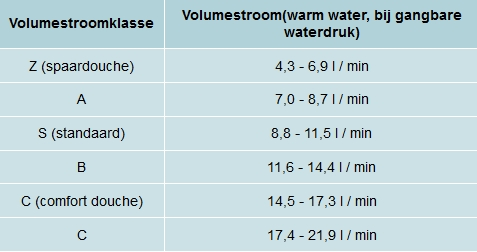 Volumestroomklasse
Volumestroom(warm water, bij gangbare
waterdruk)
Z (spaardouche)
4,3 - 6,9 l / min
A
7,0 - 8,7 l / min
S (standaard)
8,8 - 11,5 l / min
B
11,6 - 14,4 l / min
C (comfort douche)
14,5 - 17,3 l / min
C
17,4 - 21,9 l / min